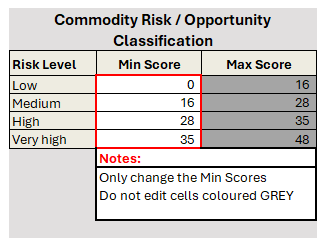 Commodity Risk / Opportunity
Classification
Risk Level Min Score Max Score
Low 0 16
Medium 16 28
High 28 35
Very high 35 48
Notes:
Only change the Min Scores
Do not edit cells coloured GREY